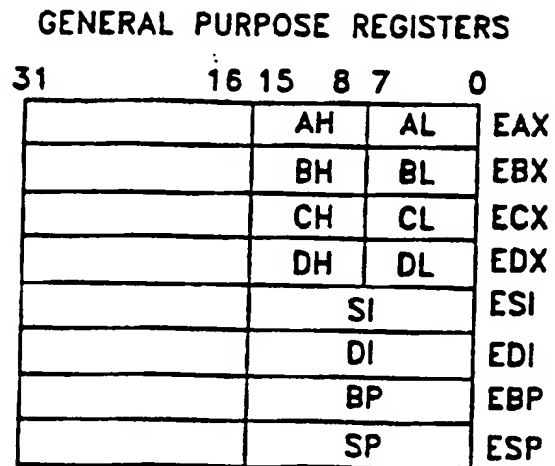 GENERAL PURPOSE REGISTERS
31 16 15 8 7 0
AH AL EAX
BH BL EBX
CH CL ECX
DH DL EDX
SI ESI
DI EDI
BP EBP
SP ESP